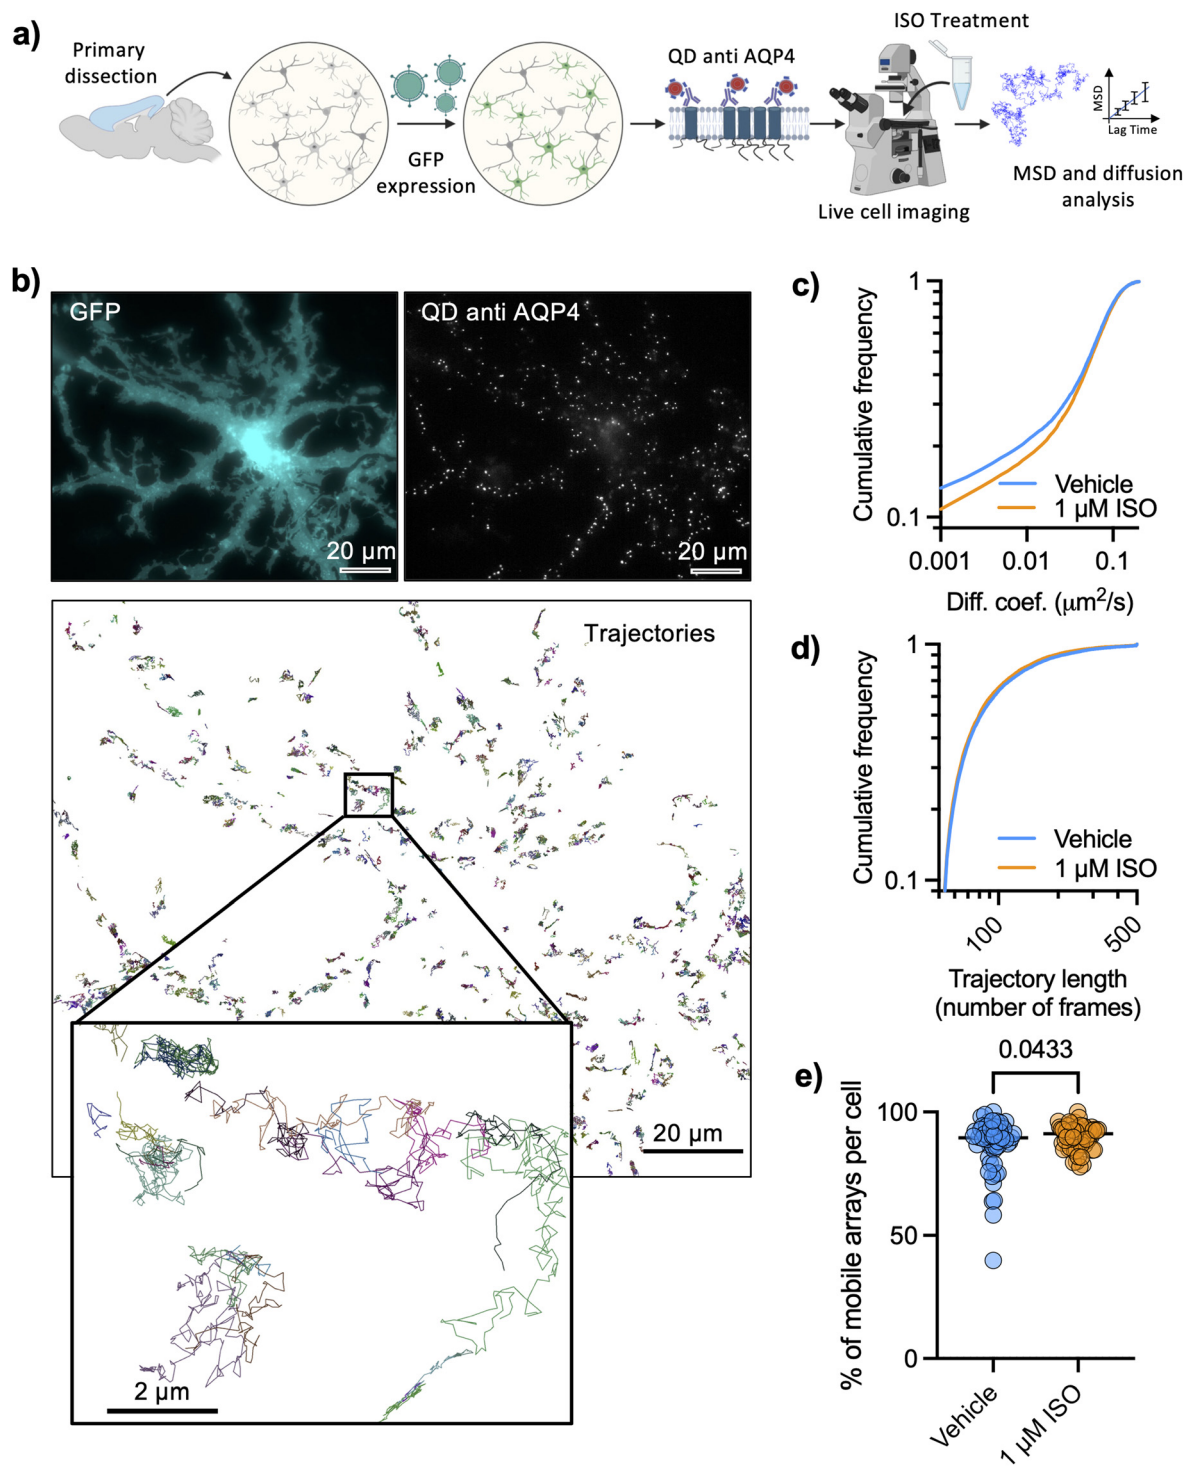 a)
Primary
dissection
GFP
expression
QD anti AQP4
ISO Treatment
Live cell imaging
MSD
Lag Time
MSD and diffusion
analysis
b)
GFP
20 µm
QD anti AQP4
20 µm
Trajectories
20 µm
2 µm
c)
Cumulative frequency
1
0.1
Vehicle
1 µM ISO
0.001
0.01
0.1
Diff. coef. (µm²/s)
d)
Cumulative frequency
1
0.1
Vehicle
1 µM ISO
100
500
Trajectory length
(number of frames)
e)
0.0433
% of mobile arrays per cell
100
50
0
Vehicle
1 µM ISO